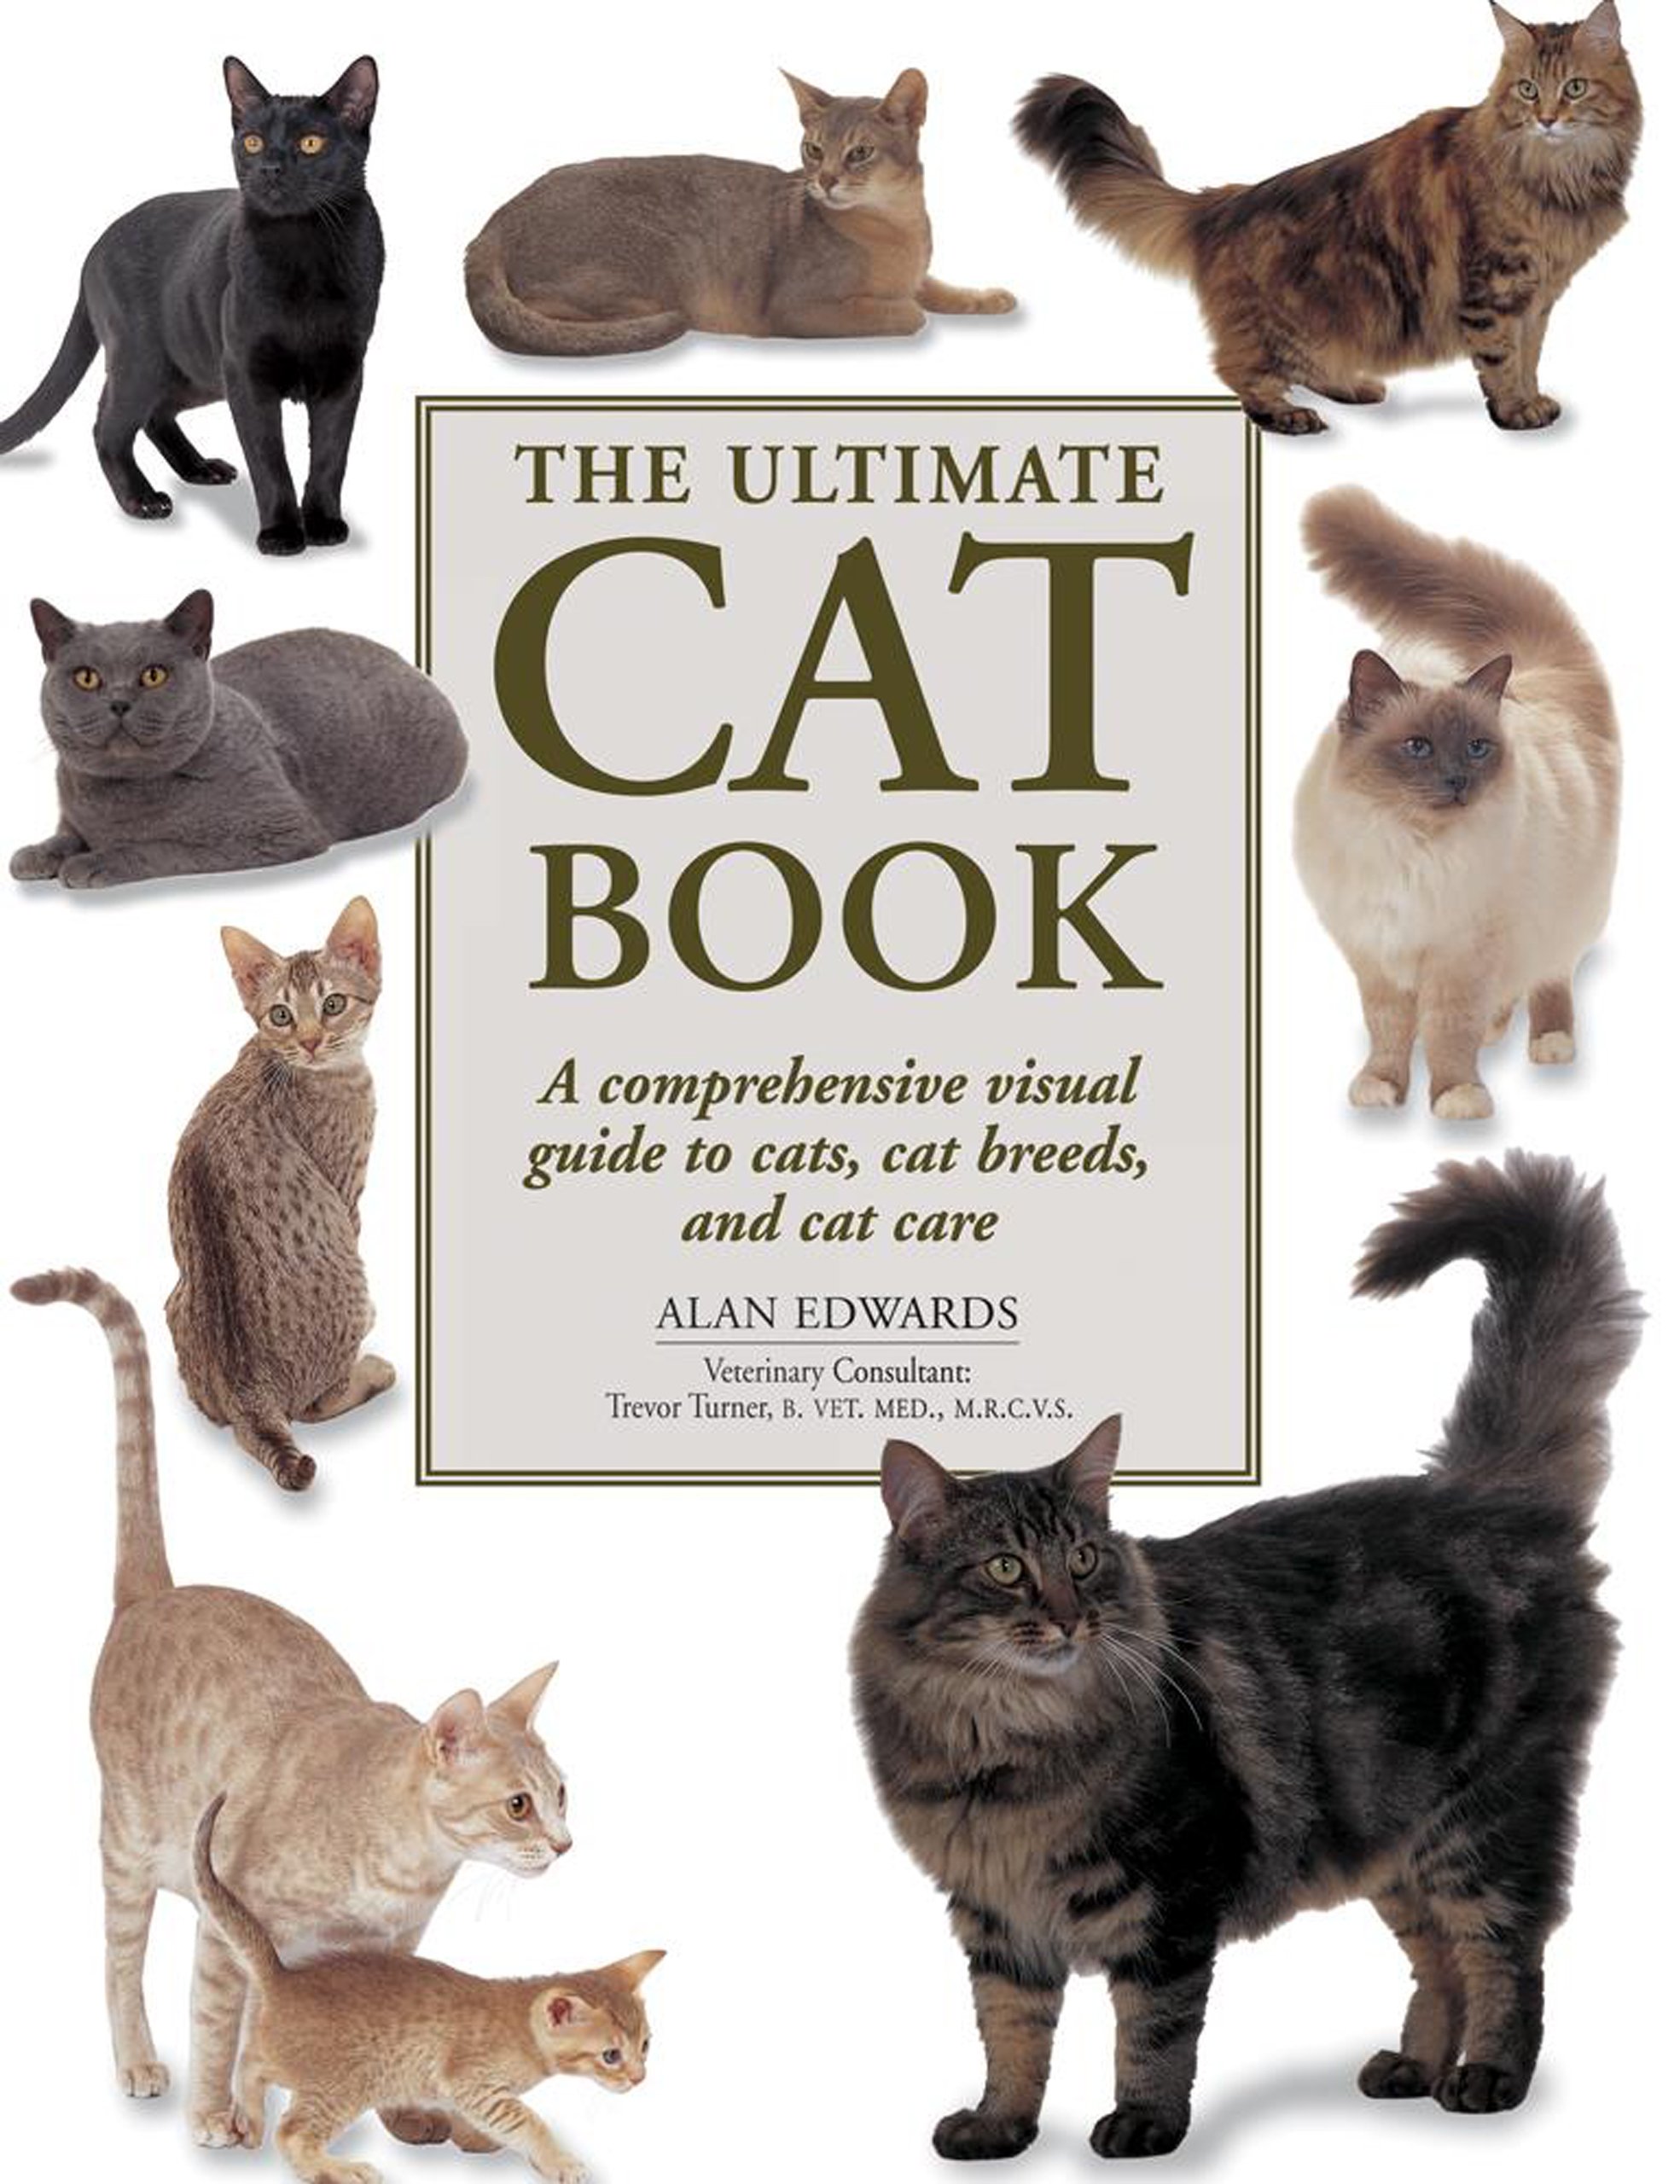 THE ULTIMATE
CAT
BOOK
A comprehensive visual
guide to cats, cat breeds,
and cat care
ALAN EDWARDS
Veterinary Consultant:
Trevor Turner, B. VET. MED., M.R.C.V.S.